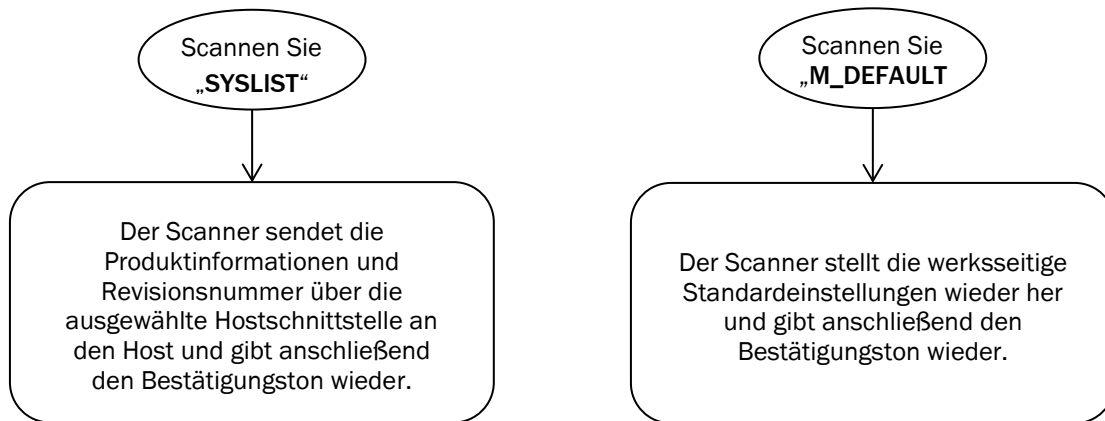 Scannen Sie
„SYSLIST“
Der Scanner sendet die
Produktinformationen und
Revisionsnummer über die
ausgewählte Hostschnittstelle an
den Host und gibt anschließend
den Bestätigungston wieder.
Scannen Sie
„M_DEFAULT
Der Scanner stellt die werksseitige
Standardeinstellungen wieder her
und gibt anschließend den
Bestätigungston wieder.